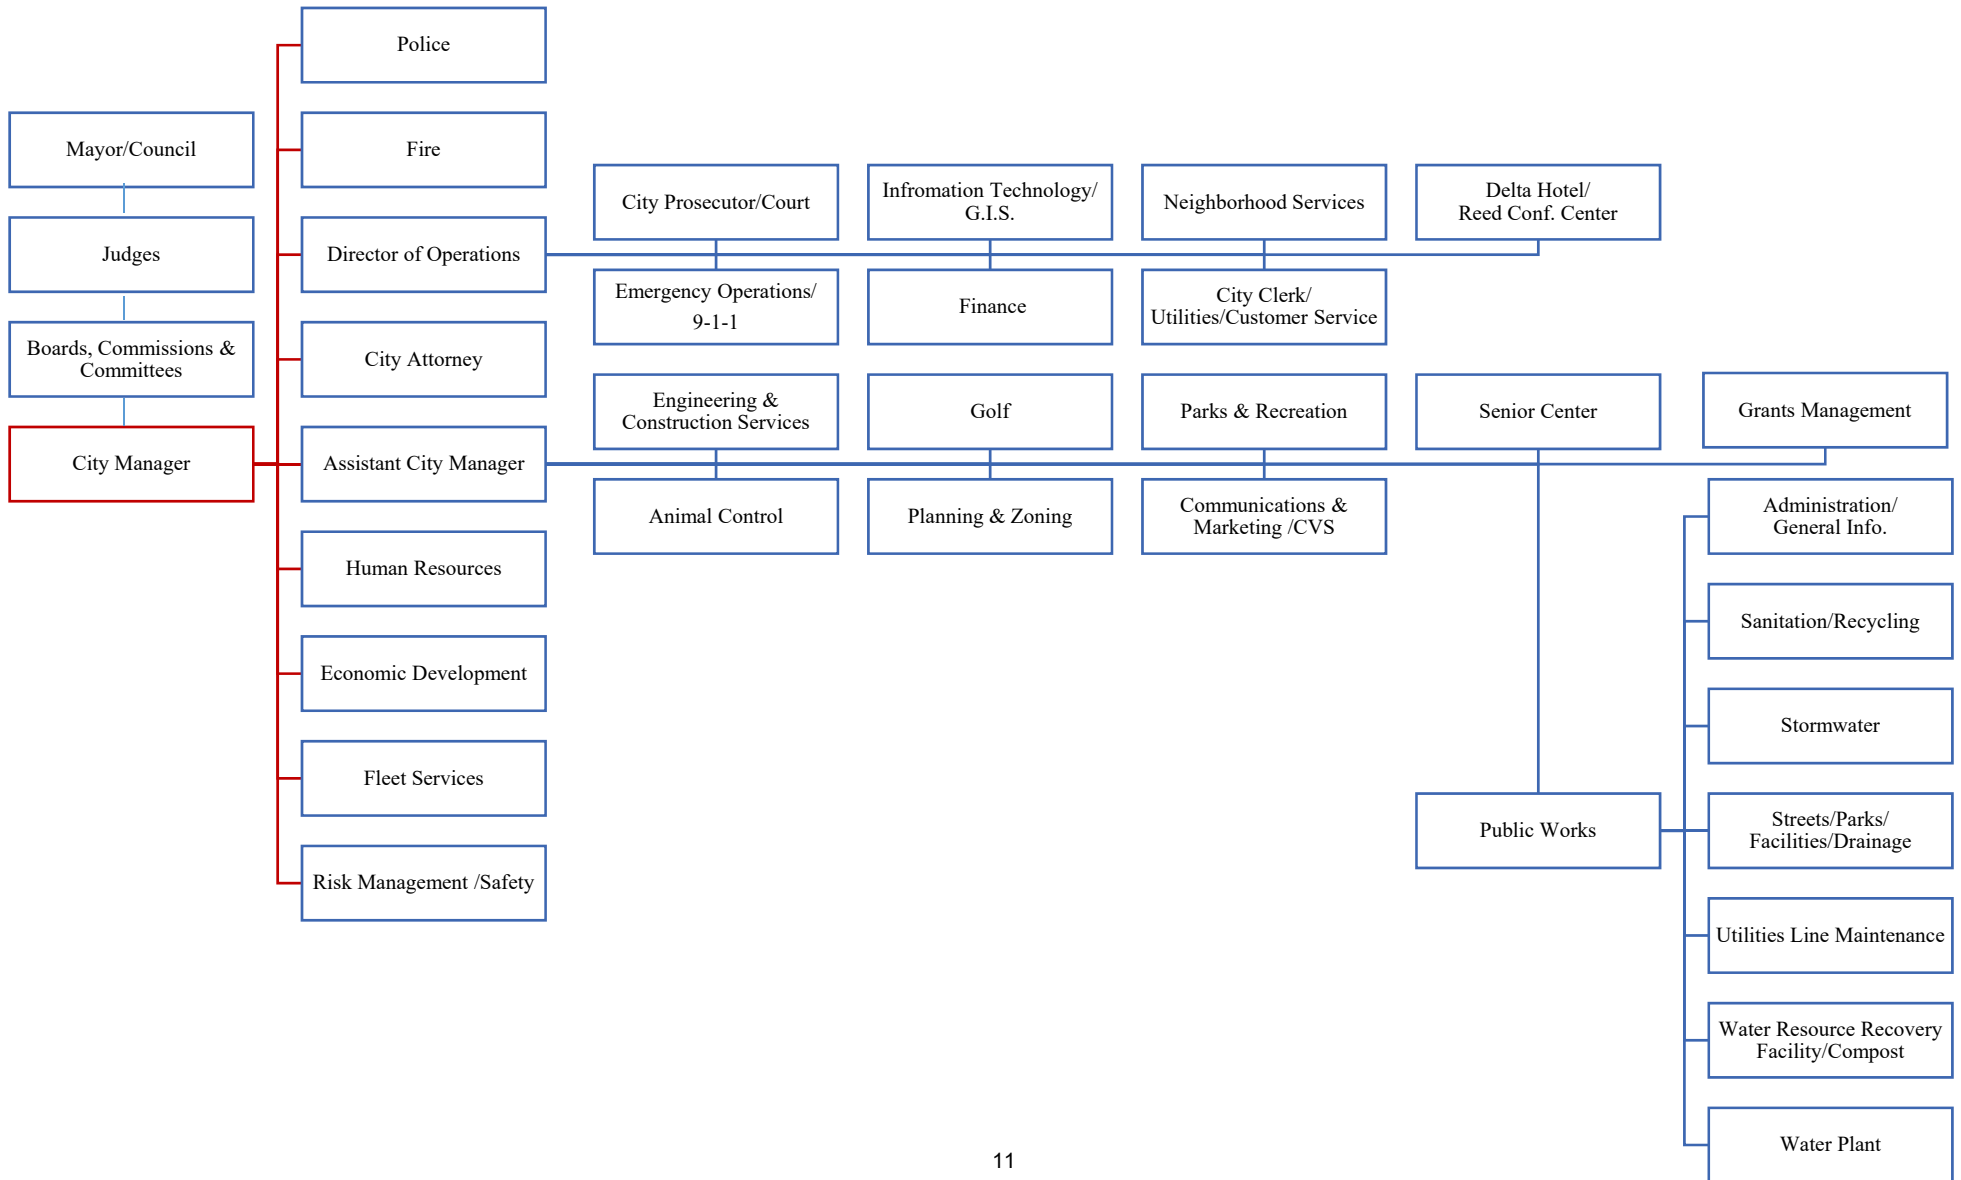 Police
Mayor/Council
Fire
City Prosecutor/Court
Infromation Technology/
G.I.S.
Neighborhood Services
Delta Hotel/
Reed Conf. Center
Judges
Director of Operations
Emergency Operations/
9-1-1
Finance
City Clerk/
Utilities/Customer Service
Boards, Commissions &
Committees
City Attorney
Engineering &
Construction Services
Golf
Parks & Recreation
Senior Center
Grants Management
City Manager
Assistant City Manager
Animal Control
Planning & Zoning
Communications &
Marketing /CVS
Administration/
General Info.
Human Resources
Sanitation/Recycling
Economic Development
Stormwater
Fleet Services
Public Works
Streets/Parks/
Facilities/Drainage
Risk Management /Safety
Utilities Line Maintenance
Water Resource Recovery
Facility/Compost
Water Plant
11